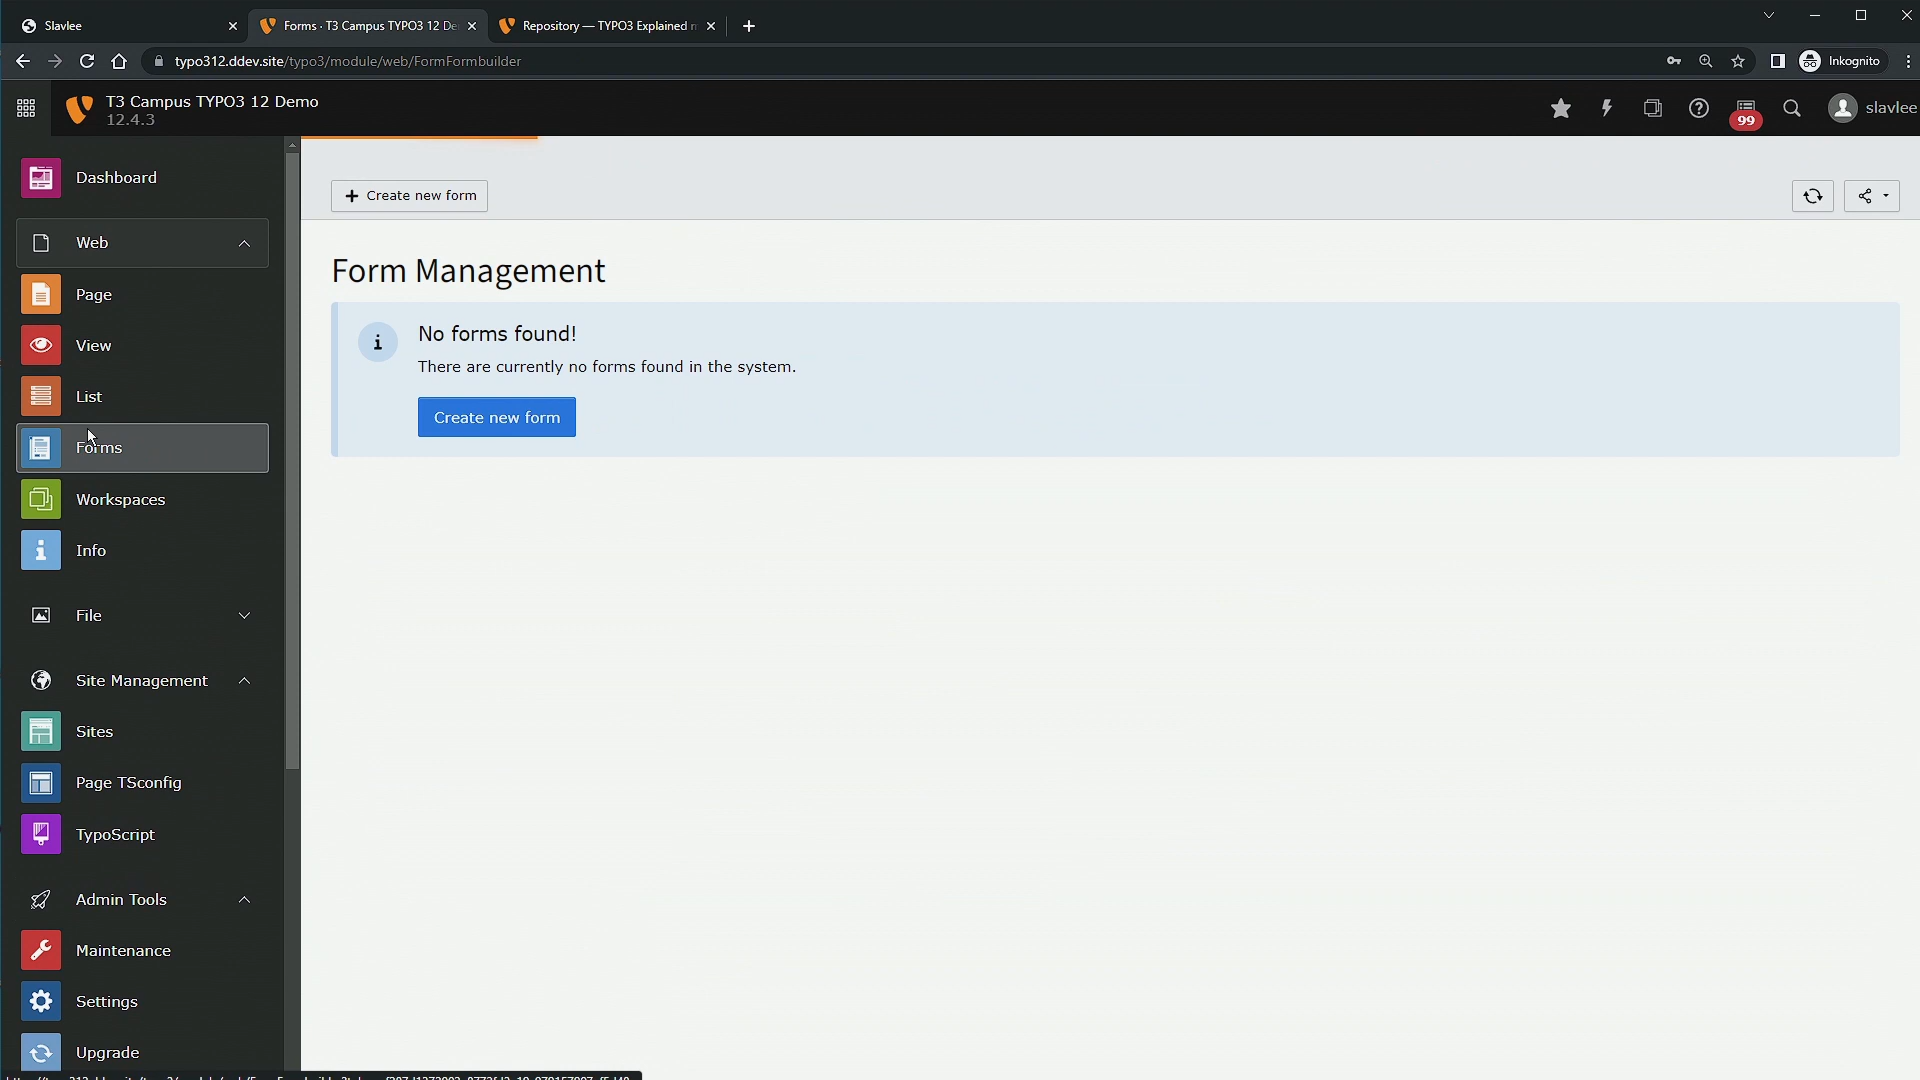 Slavlee
Forms · T3 Campus TYPO3 12 De
Repository — TYPO3 Explained
typo312.ddev.site/typo3/module/web/FormFormbuilder
Inkognito
T3 Campus TYPO3 12 Demo
12.4.3
99
slavlee
Dashboard
Web
Page
View
List
Forms
Workspaces
Info
File
Site Management
Sites
Page TSconfig
TypoScript
Admin Tools
Maintenance
Settings
Upgrade
Create new form
Form Management
No forms found!
There are currently no forms found in the system.
Create new form